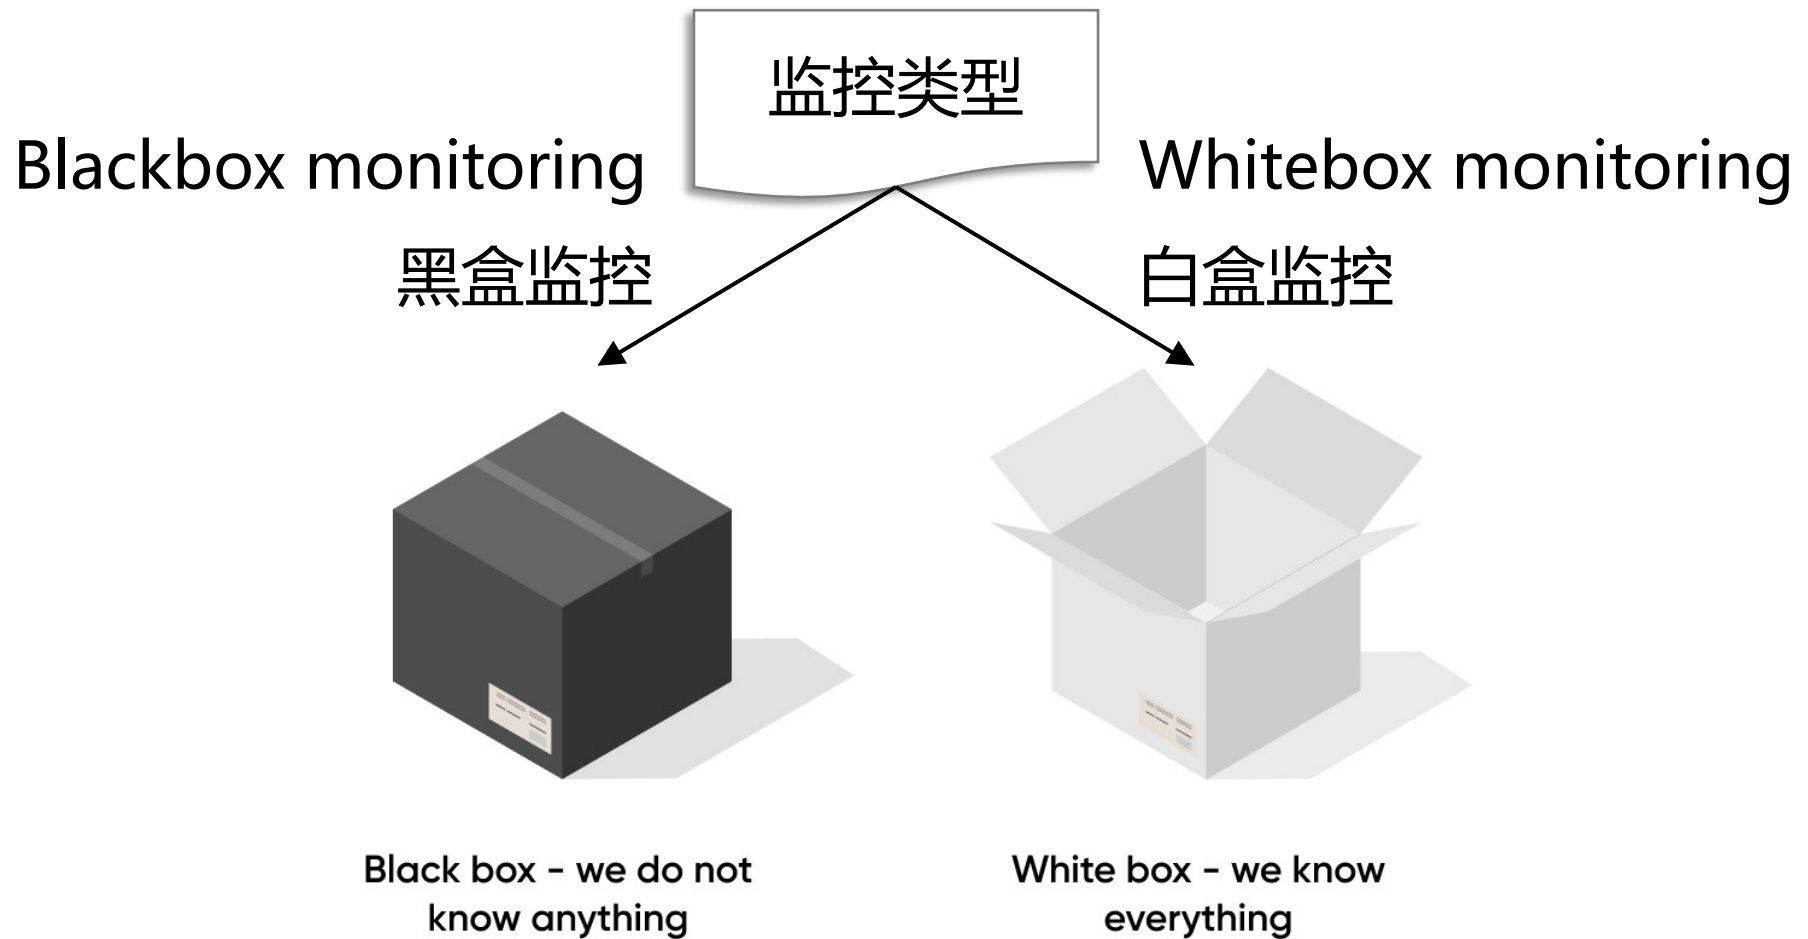 监控类型
Blackbox monitoring
黑盒监控
Whitebox monitoring
白盒监控
Black box - we do not
know anything
White box - we know
everything